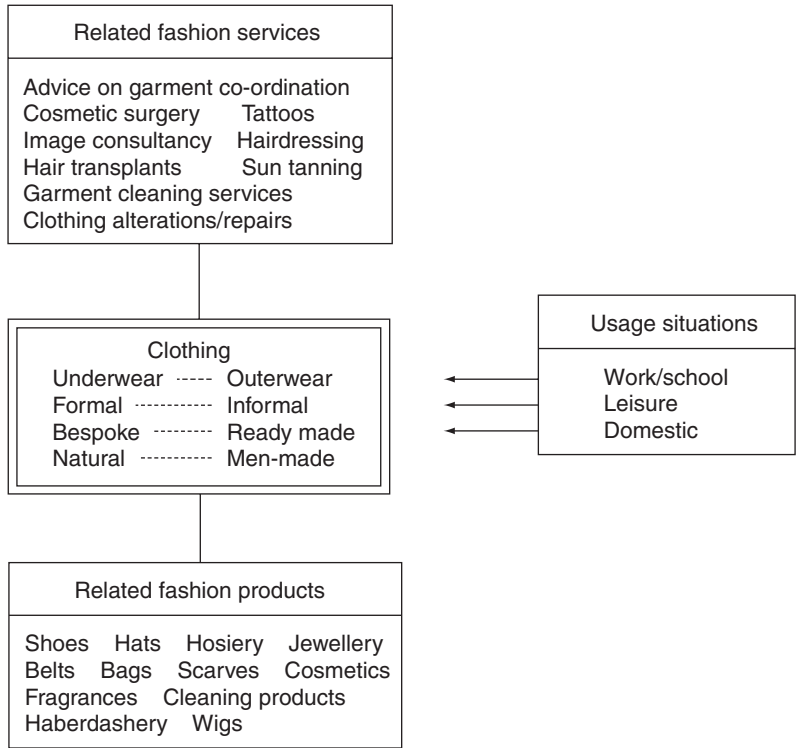 Related fashion services
Advice on garment co-ordination
Cosmetic surgery Tattoos
Image consultancy Hairdressing
Hair transplants Sun tanning
Garment cleaning services
Clothing alterations/repairs
Clothing
Underwear ----- Outerwear
Formal ----------- Informal
Bespoke --------- Ready made
Natural ---------- Men-made
Usage situations
Work/school
Leisure
Domestic
Related fashion products
Shoes Hats Hosiery Jewellery
Belts Bags Scarves Cosmetics
Fragrances Cleaning products
Haberdashery Wigs